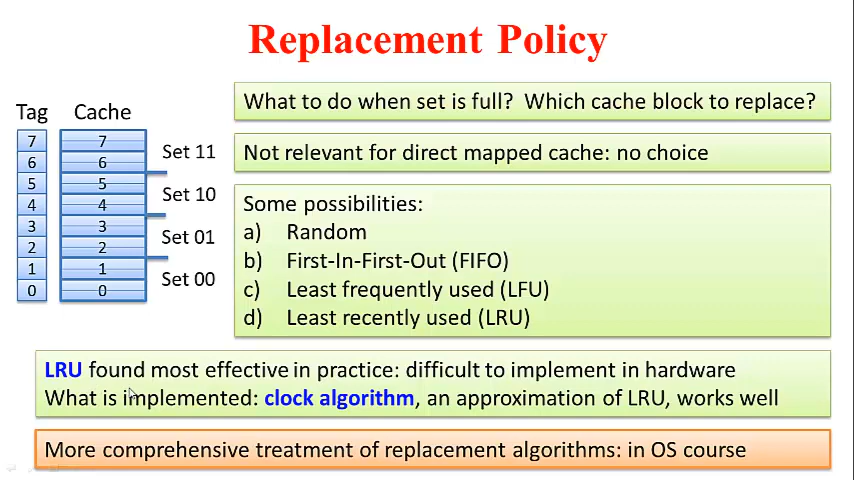 Replacement Policy
Tag Cache
7 7
6 6
5 5
4 4
3 3
2 2
1 1
0 0
Set 11
Set 10
Set 01
Set 00
What to do when set is full? Which cache block to replace?
Not relevant for direct mapped cache: no choice
Some possibilities:
a) Random
b) First-In-First-Out (FIFO)
c) Least frequently used (LFU)
d) Least recently used (LRU)
LRU found most effective in practice: difficult to implement in hardware
What is implemented: clock algorithm, an approximation of LRU, works well
More comprehensive treatment of replacement algorithms: in OS course